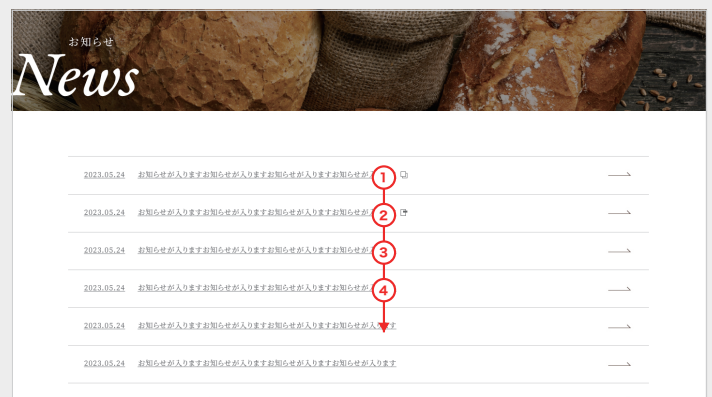 お知らせ
News
2023.05.24 お知らせが入りますお知らせが入りますお知らせが入りますお知らせが 1
2023.05.24 お知らせが入りますお知らせが入りますお知らせが入りますお知らせが 2
2023.05.24 お知らせが入りますお知らせが入りますお知らせが入りますお知らせが 3
2023.05.24 お知らせが入りますお知らせが入りますお知らせが入りますお知らせが 4
2023.05.24 お知らせが入りますお知らせが入りますお知らせが入りますお知らせが入ります
2023.05.24 お知らせが入りますお知らせが入りますお知らせが入りますお知らせが入ります